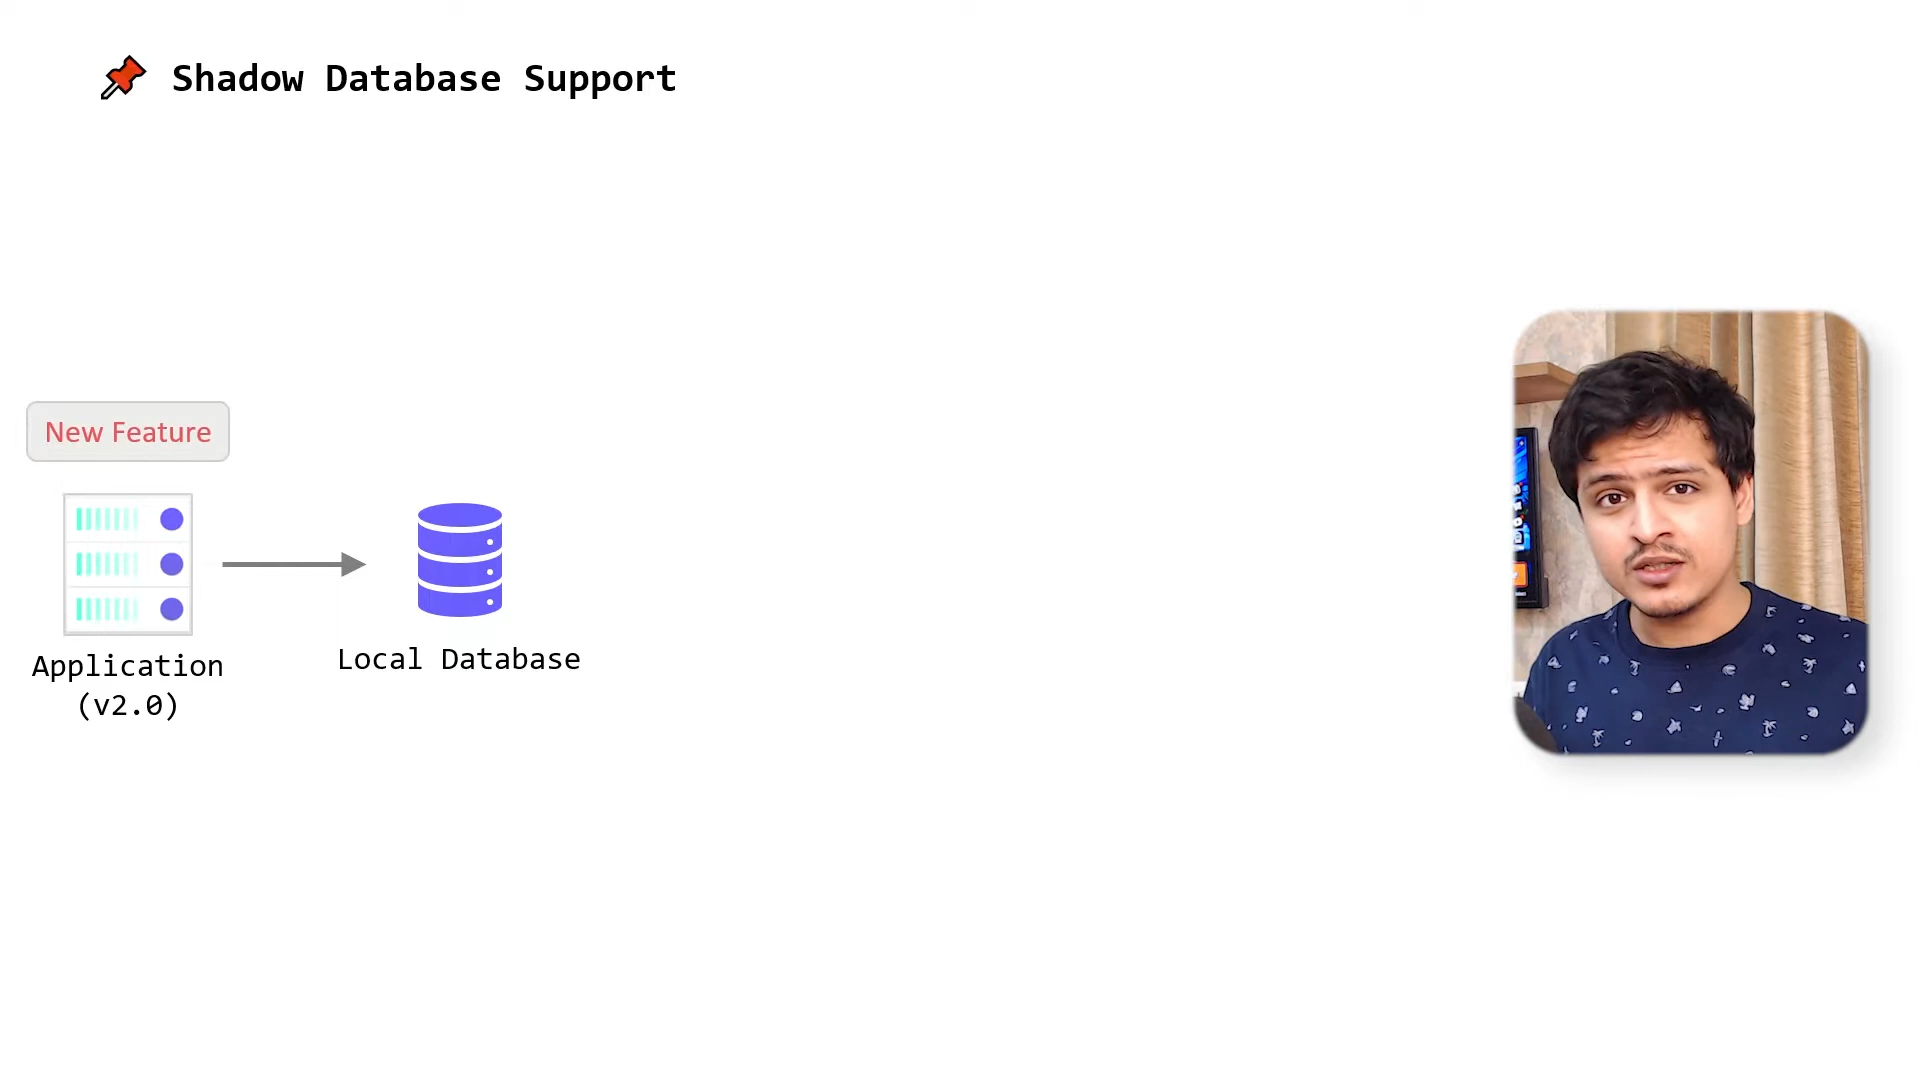 Shadow Database Support
New Feature
Application
(v2.0)
Local Database